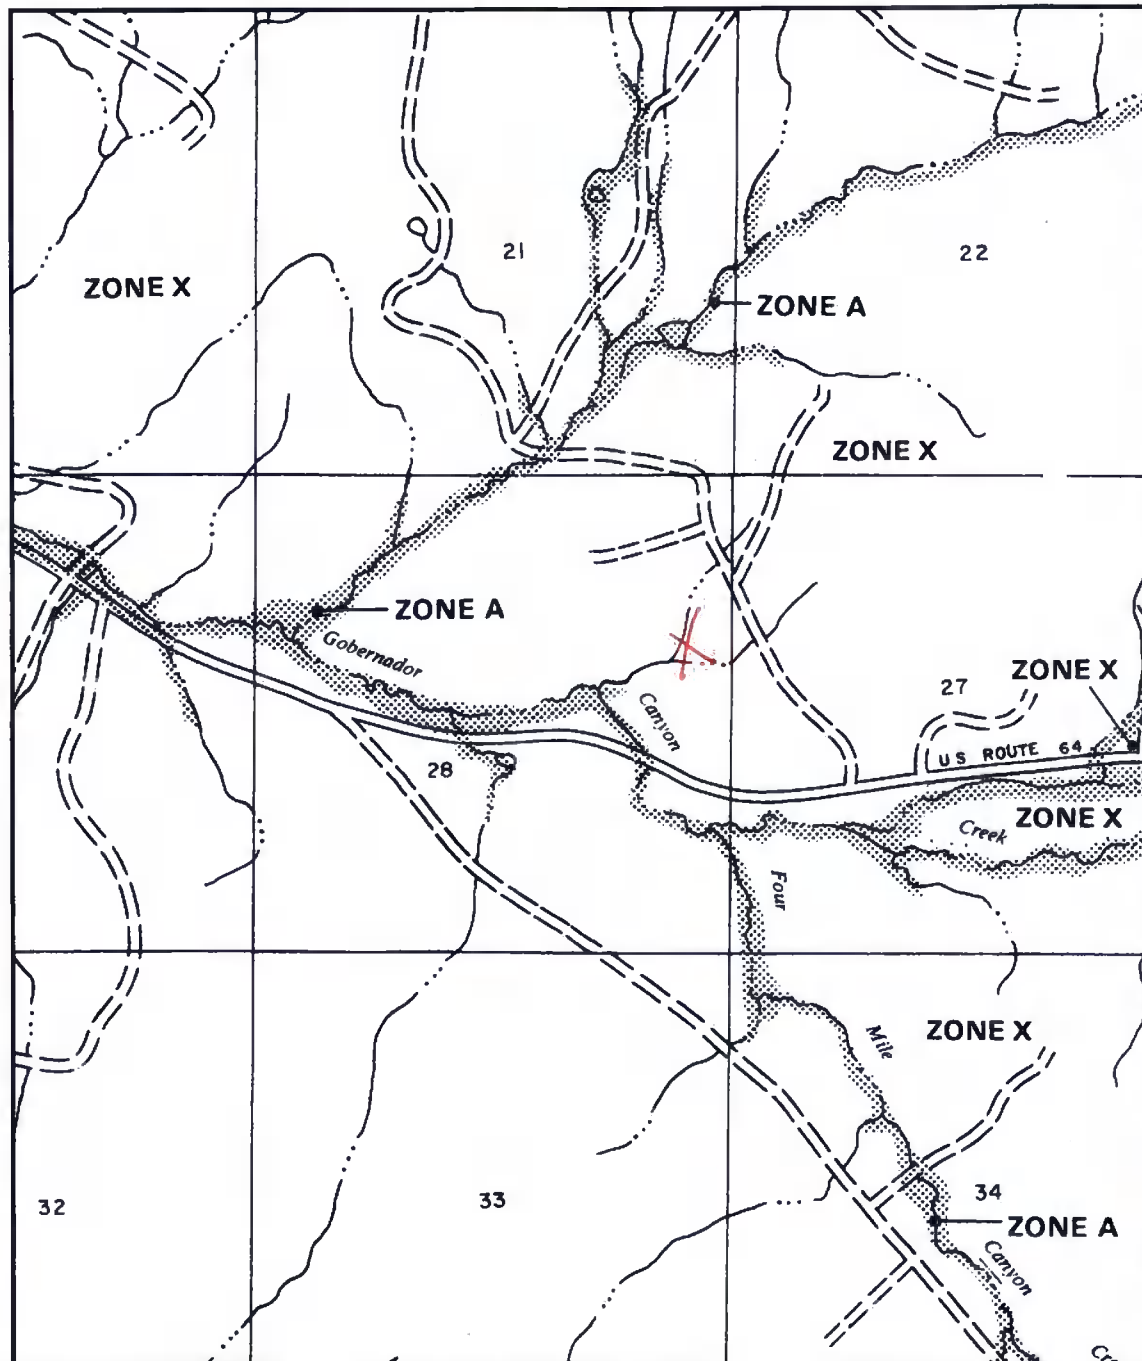 21
22
ZONE X
ZONE A
ZONE X
ZONE A
Gobernador
Canyon
27
ZONE X
US ROUTE 64
28
ZONE X
Creek
Four
ZONE X
Mile
32
33
34
ZONE A
Canyon